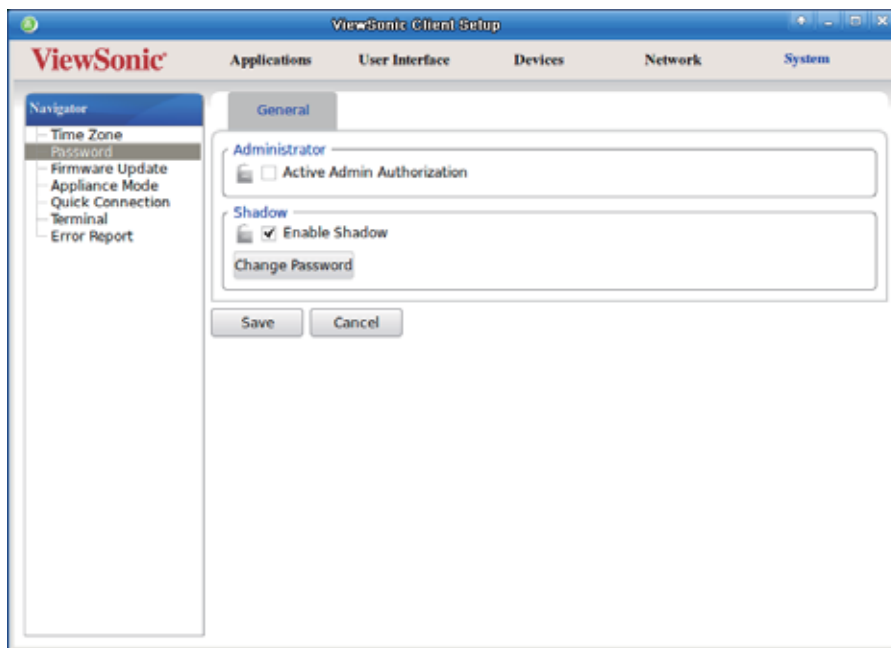 ViewSonic Client Setup
ViewSonic®
Applications User Interface Devices Network System
Navigator
Time Zone
Password
Firmware Update
Appliance Mode
Quick Connection
Terminal
Error Report
General
Administrator
Active Admin Authorization
Shadow
Enable Shadow
Change Password
Save Cancel